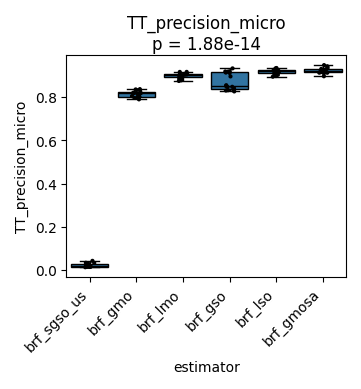 TT_precision_micro
p = 1.88e-14
TT_precision_micro
0.8
0.6
0.4
0.2
0.0
brf_sgso_us
brf_gmo
brf_lmo
brf_gso
brf_lso
brf_gmosa
estimator